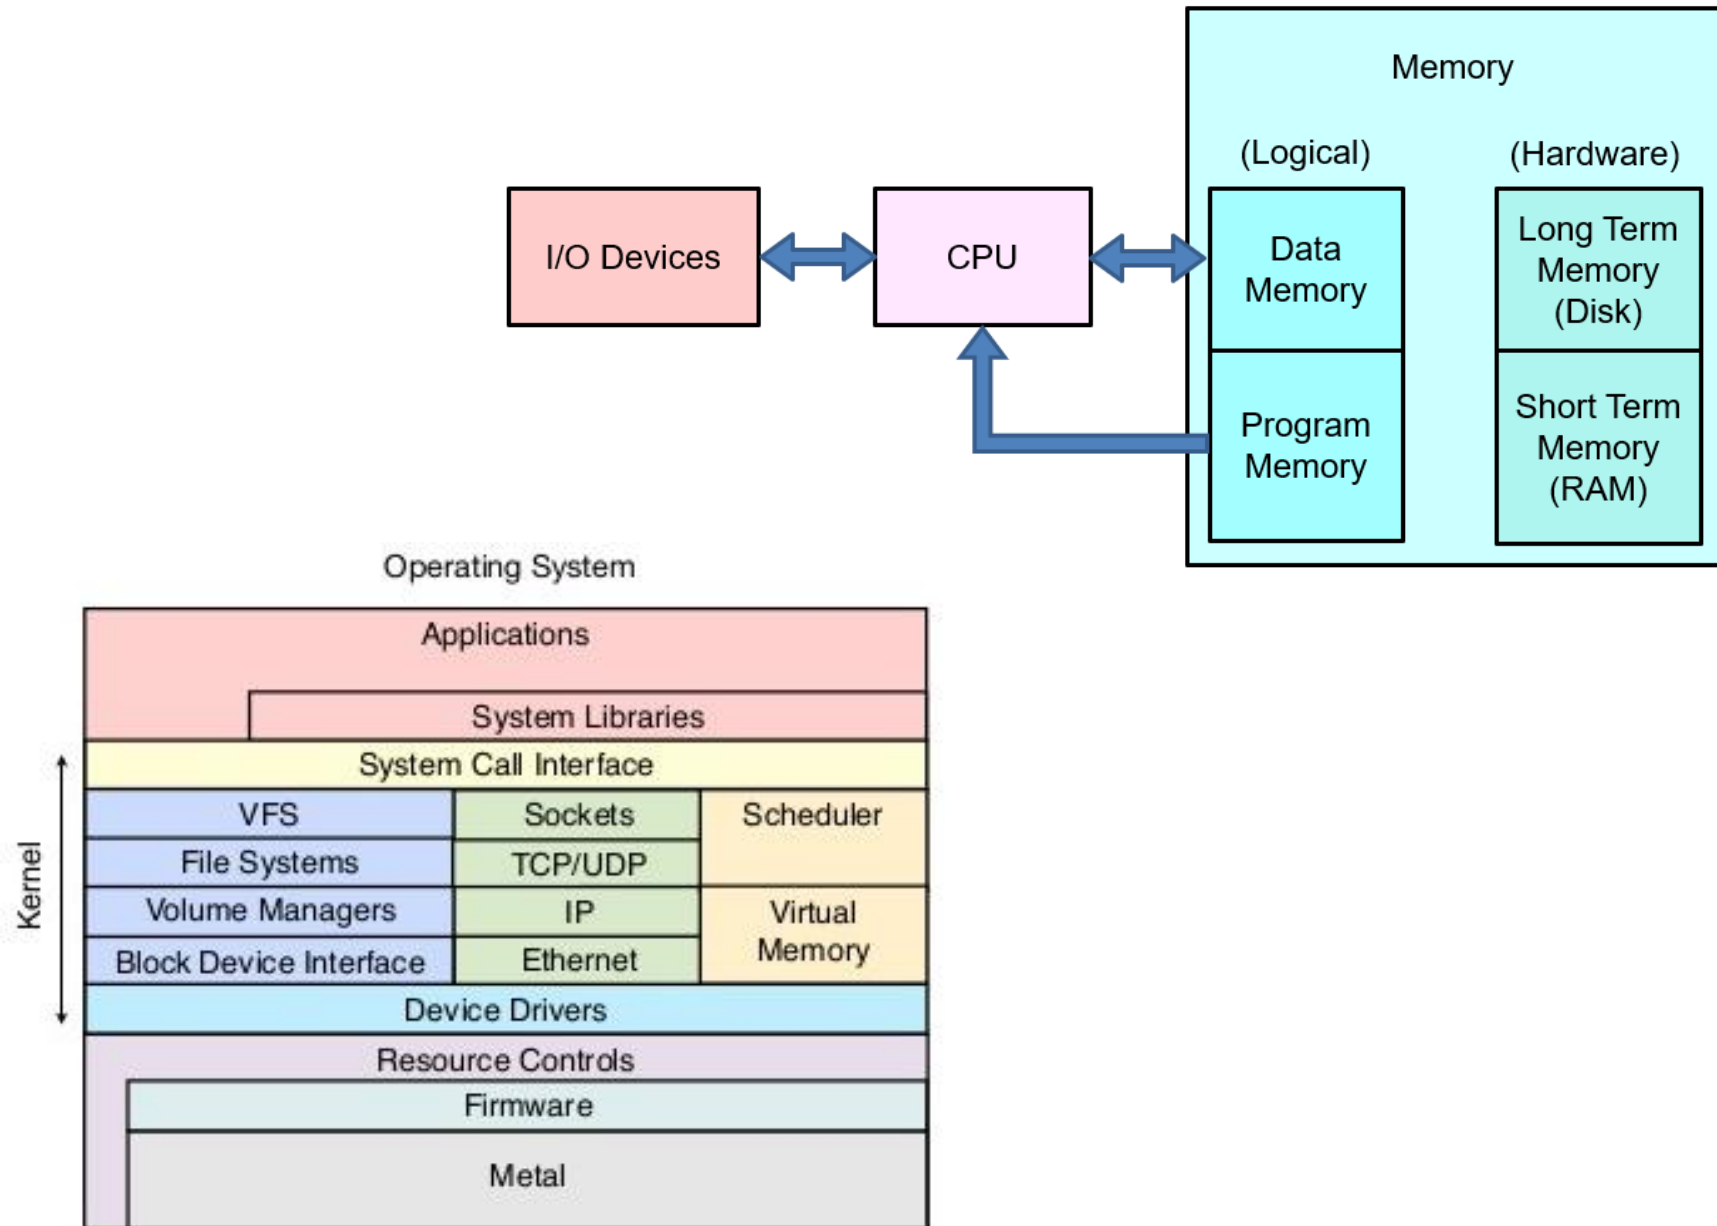 Memory
(Logical)
(Hardware)
I/O Devices
CPU
Data
Memory
Long Term
Memory
(Disk)
Program
Memory
Short Term
Memory
(RAM)
Operating System
Applications
System Libraries
System Call Interface
Kernel
VFS
Sockets
Scheduler
File Systems
TCP/UDP
Volume Managers
IP
Virtual
Memory
Block Device Interface
Ethernet
Device Drivers
Resource Controls
Firmware
Metal